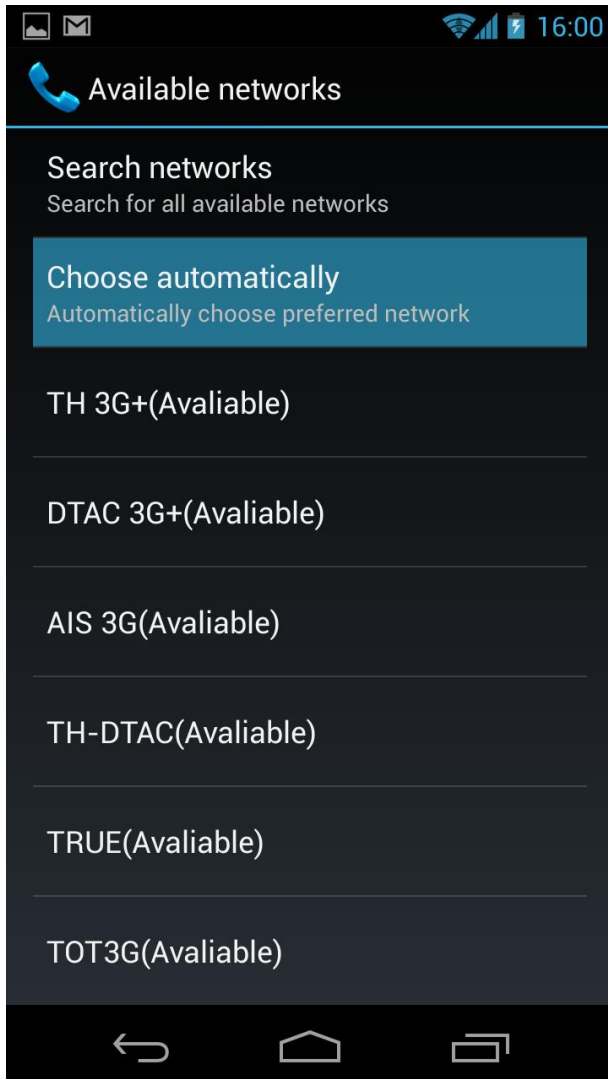 16:00
Available networks
Search networks
Search for all available networks
Choose automatically
Automatically choose preferred network
TH 3G+(Avaliable)
DTAC 3G+(Avaliable)
AIS 3G(Avaliable)
TH-DTAC(Avaliable)
TRUE(Avaliable)
TOT3G(Avaliable)